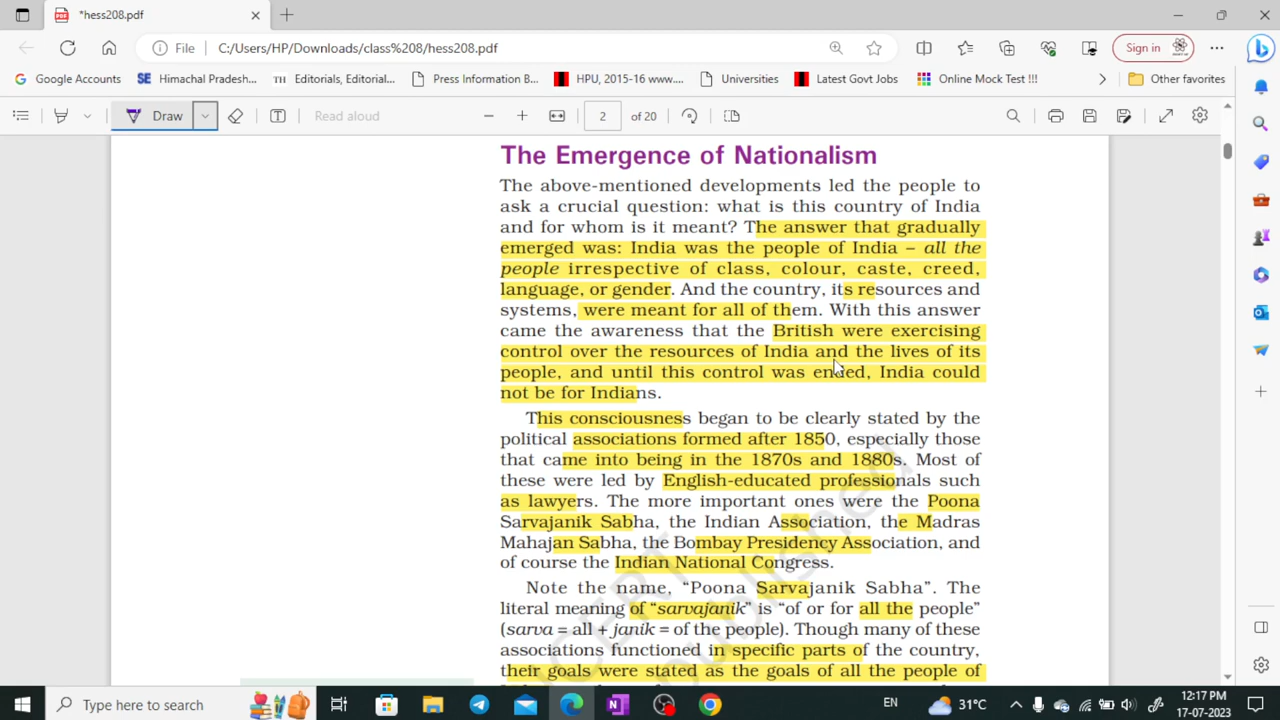 *hess208.pdf
File
C:/Users/HP/Downloads/class%208/hess208.pdf
Sign in
Google Accounts
SE Himachal Pradesh...
TH Editorials, Editorial...
Press Information B...
HPU, 2015-16 www....
Universities
Latest Govt Jobs
Online Mock Test !!!
Other favorites
Draw
Read aloud
2 of 20
The Emergence of Nationalism
The above-mentioned developments led the people to
ask a crucial question: what is this country of India
and for whom is it meant? The answer that gradually
emerged was: India was the people of India – all the
people irrespective of class, colour, caste, creed,
language, or gender. And the country, its resources and
systems, were meant for all of them. With this answer
came the awareness that the British were exercising
control over the resources of India and the lives of its
people, and until this control was ended, India could
not be for Indians.
This consciousness began to be clearly stated by the
political associations formed after 1850, especially those
that came into being in the 1870s and 1880s. Most of
these were led by English-educated professionals such
as lawyers. The more important ones were the Poona
Sarvajanik Sabha, the Indian Association, the Madras
Mahajan Sabha, the Bombay Presidency Association, and
of course the Indian National Congress.
Note the name, “Poona Sarvajanik Sabha”. The
literal meaning of “sarvajanik” is “of or for all the people”
(sarva = all + janik = of the people). Though many of these
associations functioned in specific parts of the country,
their goals were stated as the goals of all the people of
Type here to search
EN
31°C
12:17 PM
17-07-2023